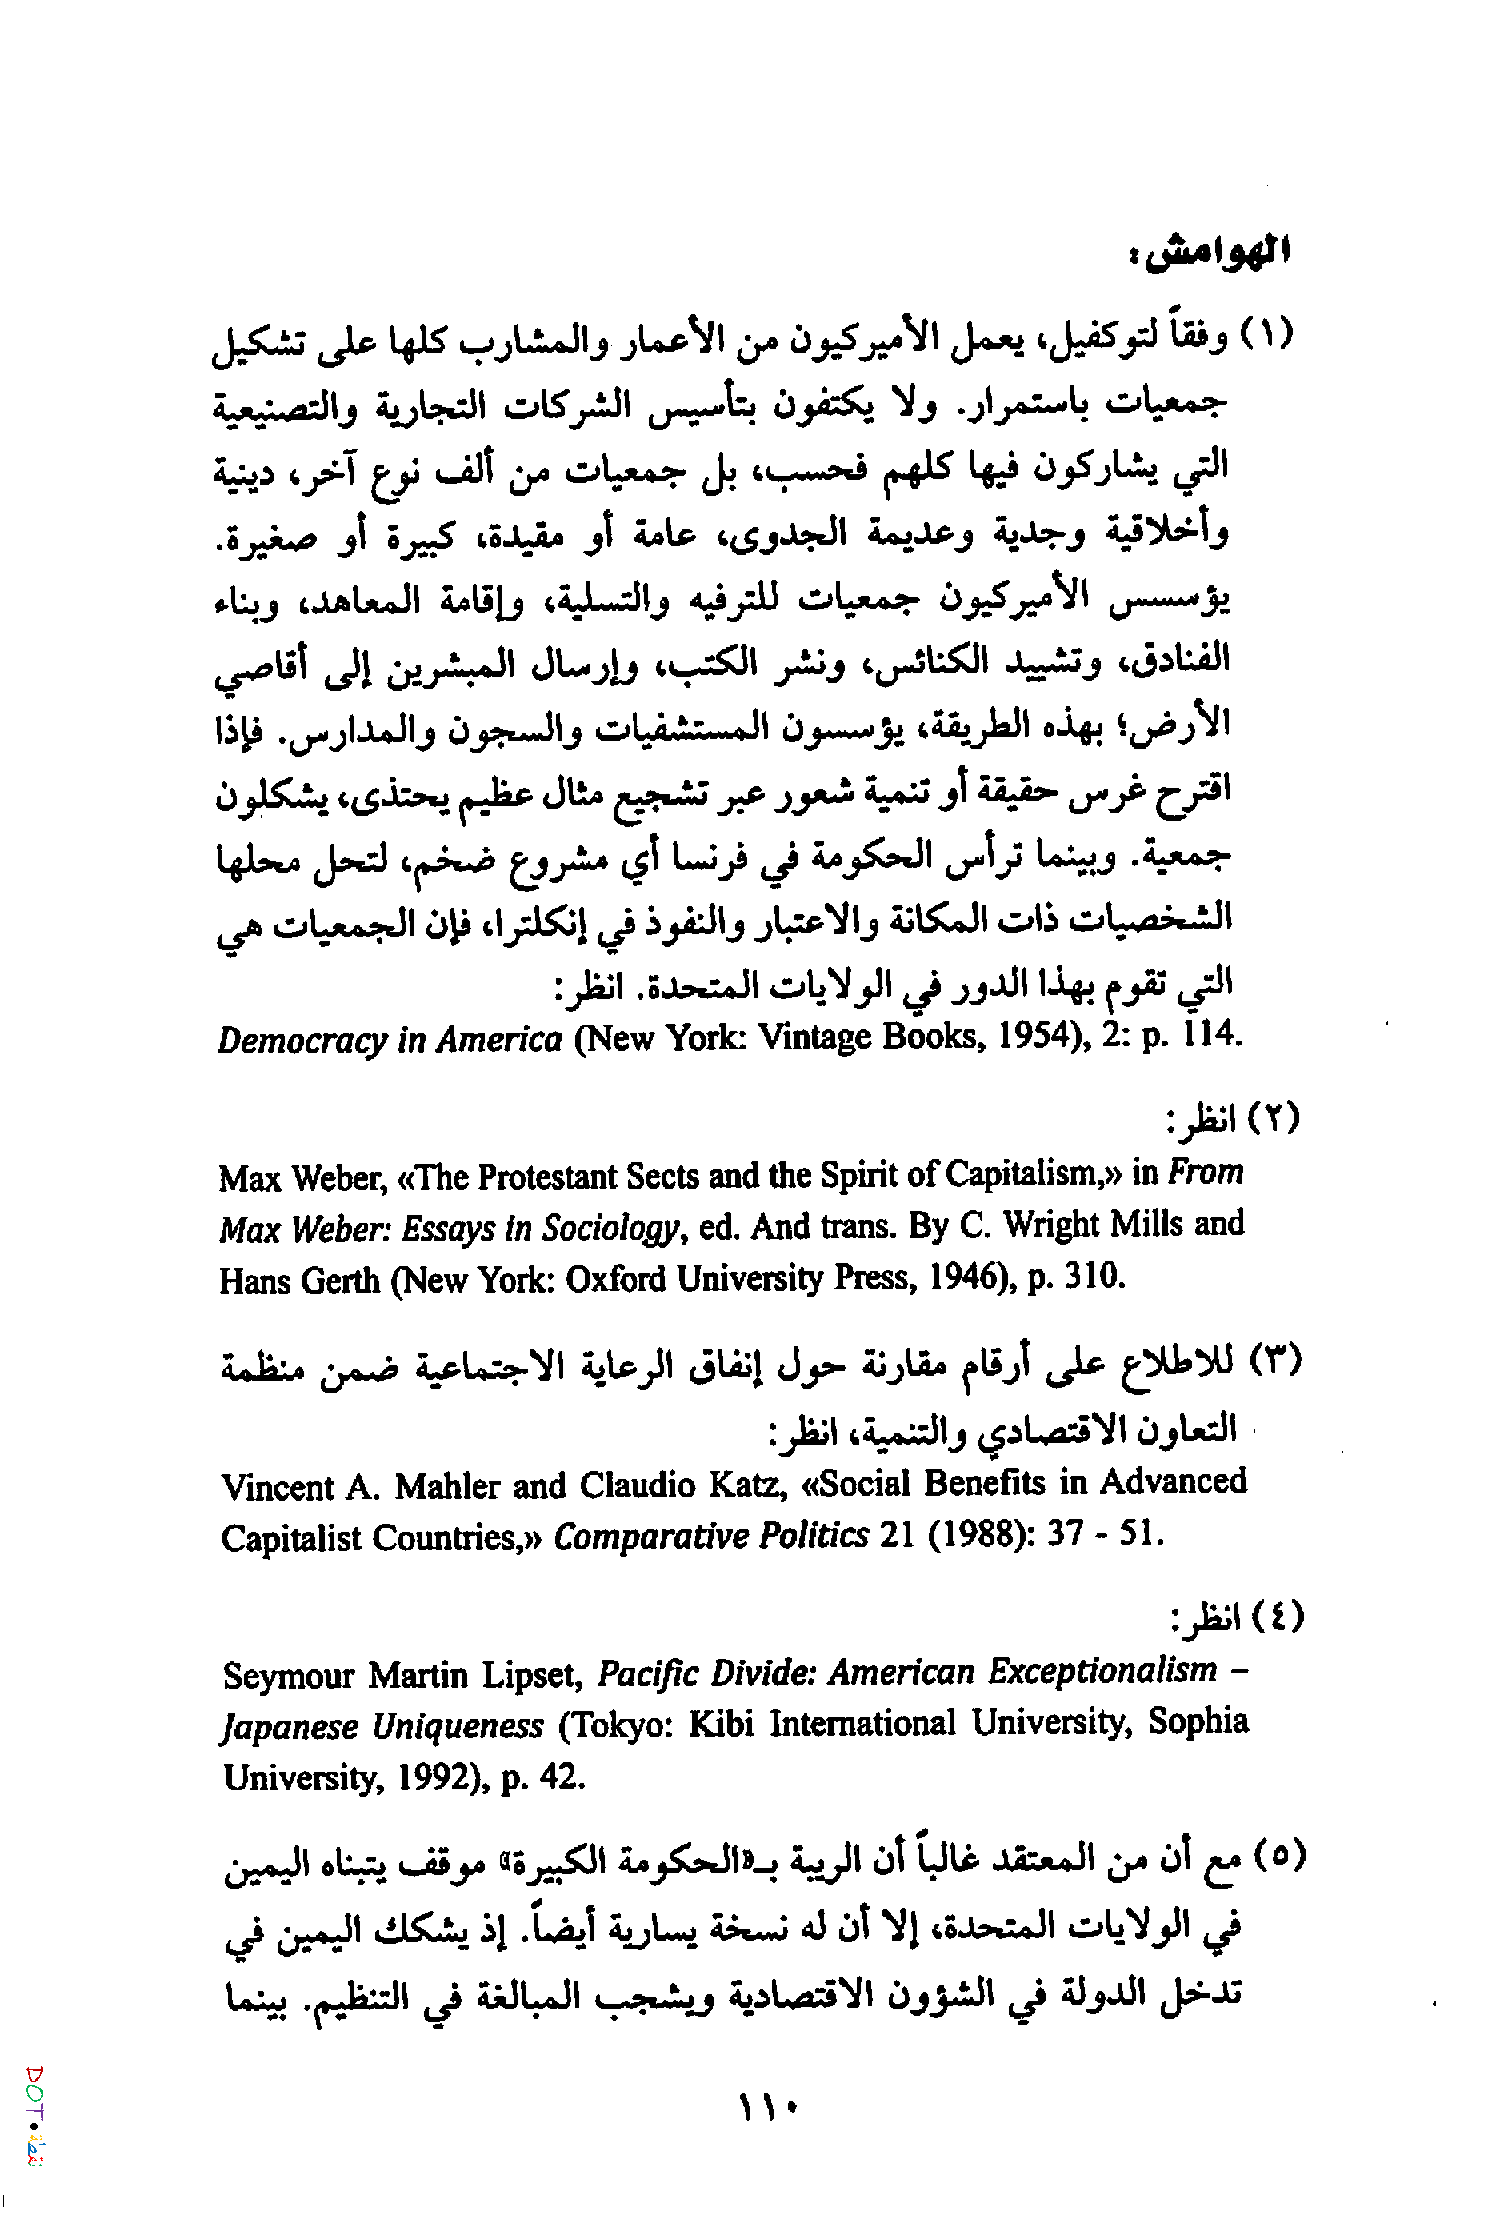 الهوامش:
(١) وفقاً لتوكفيل، يعمل الأميركيون من الأعمار والمشارب كلها على تشكيل
جمعيات باستمرار. ولا يكتفون بتأسيس الشركات التجارية والتصنيعية
التي يشاركون فيها كلهم فحسب، بل جمعيات من ألف نوع آخر، دينية
وأخلاقية وجدية وعديمة الجدوى، عامة أو مقيدة، كبيرة أو صغيرة.
يؤسس الأميركيون جمعيات للترفيه والتسلية، وإقامة المعاهد، وبناء
الفنادق، وتشييد الكنائس، ونشر الكتب، وإرسال المبشرين إلى أقاصي
الأرض؛ بهذه الطريقة، يؤسسون المستشفيات والسجون والمدارس. فإذا
اقترح غرس حقيقة أو تنمية شعور عبر تشجيع مثال عظيم يحتذى، يشكلون
جمعية. وبينما ترأس الحكومة في فرنسا أي مشروع ضخم، لتحل محلها
الشخصيات ذات المكانة والاعتبار والنفوذ في إنكلترا، فإن الجمعيات هي
التي تقوم بهذا الدور في الولايات المتحدة. انظر:
Democracy in America (New York: Vintage Books, 1954), 2: p. 114.
(٢) انظر:
Max Weber, «The Protestant Sects and the Spirit of Capitalism,» in From
Max Weber: Essays in Sociology, ed. And trans. By C. Wright Mills and
Hans Gerth (New York: Oxford University Press, 1946), p. 310.
(٣) للاطلاع على أرقام مقارنة حول إنفاق الرعاية الاجتماعية ضمن منظمة
التعاون الاقتصادي والتنمية، انظر:
Vincent A. Mahler and Claudio Katz, «Social Benefits in Advanced
Capitalist Countries,» Comparative Politics 21 (1988): 37 - 51.
(٤) انظر:
Seymour Martin Lipset, Pacific Divide: American Exceptionalism –
Japanese Uniqueness (Tokyo: Kibi International University, Sophia
University, 1992), p. 42.
(٥) مع أن من المعتقد غالباً أن الريبة بـ«الحكومة الكبيرة» موقف يتبناه اليمين
في الولايات المتحدة، إلا أن له نسخة يسارية أيضاً. إذ يشكك اليمين في
تدخل الدولة في الشؤون الاقتصادية ويشجب المبالغة في التنظيم. بينما
١١٠
DOT•نقطة